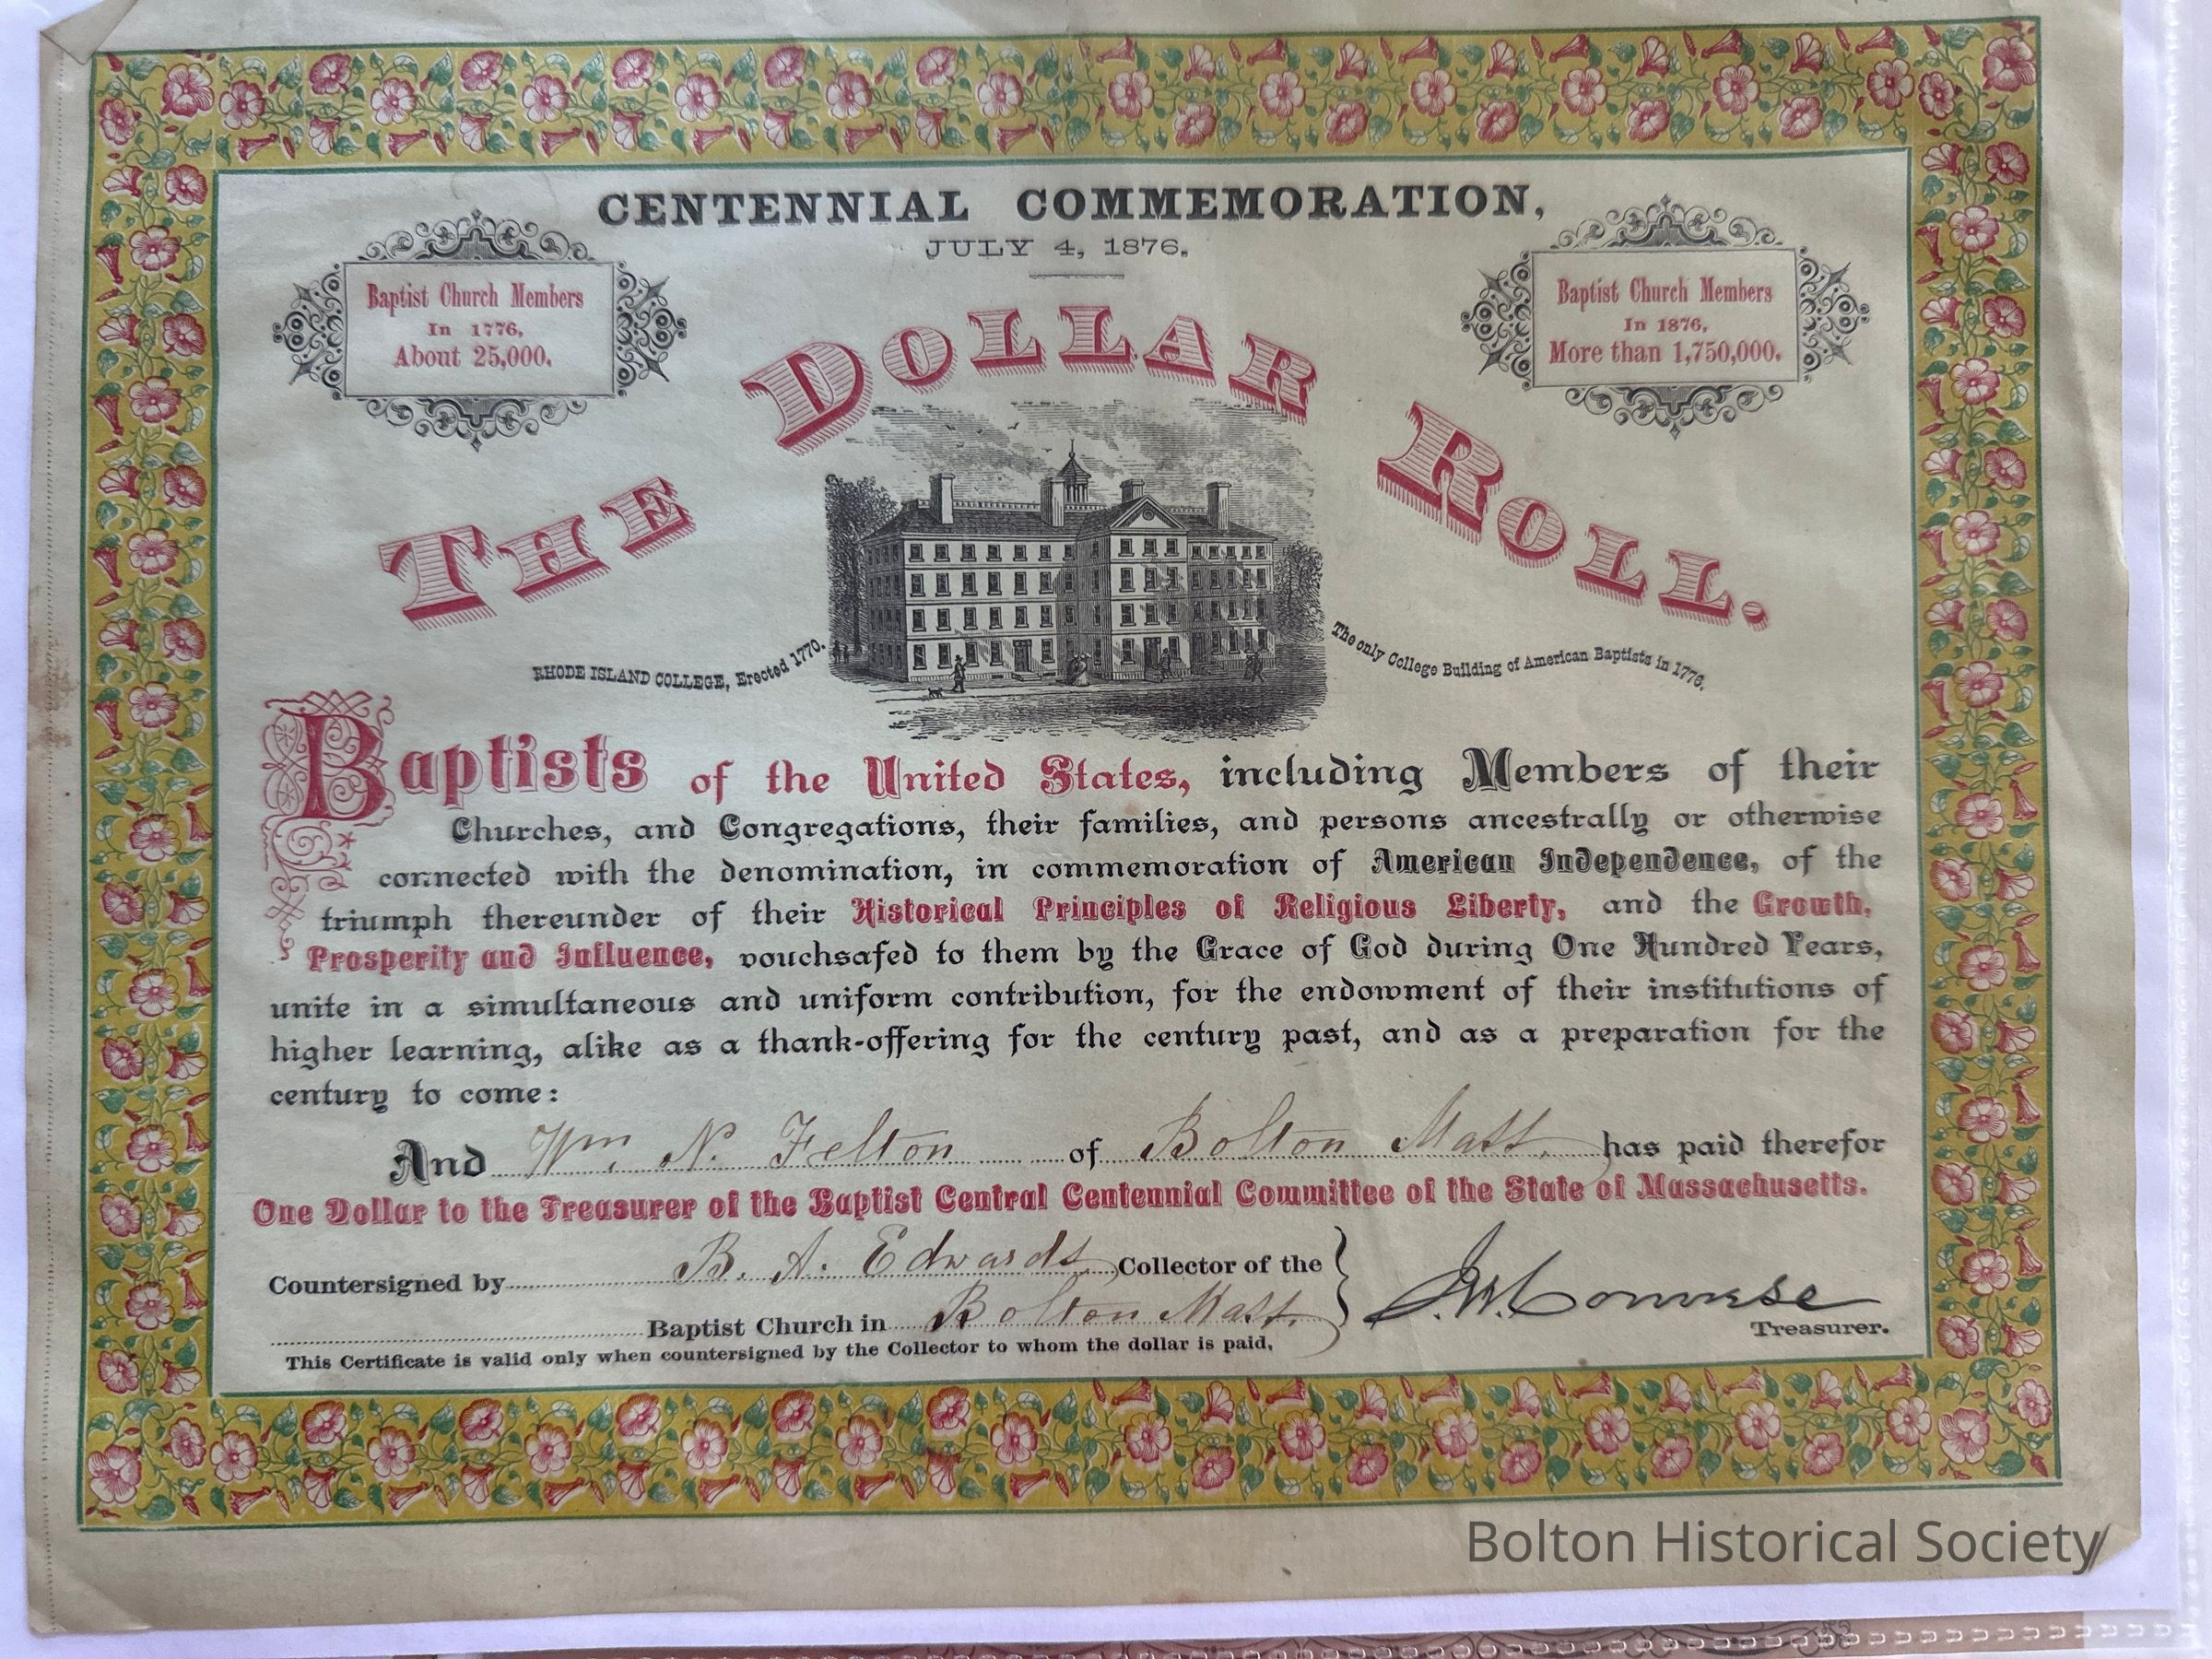 CENTENNIAL COMMEMORATION,
JULY 4, 1876.
Baptist Church Members
In 1776,
About 25,000.
Baptist Church Members
In 1876,
More than 1,750,000.
THE DOLLAR ROLL.
RHODE ISLAND COLLEGE, Erected 1770.
The only College Building of American Baptists in 1776.
Baptists of the United States, including Members of their
Churches, and Congregations, their families, and persons ancestrally or otherwise
connected with the denomination, in commemoration of American Independence, of the
triumph thereunder of their Historical Principles of Religious Liberty, and the Growth,
Prosperity and Influence, vouchsafed to them by the Grace of God during One Hundred Years,
unite in a simultaneous and uniform contribution, for the endowment of their institutions of
higher learning, alike as a thank-offering for the century past, and as a preparation for the
century to come:
And Wm. N. Felton of Bolton Mass. has paid therefor
One Dollar to the Treasurer of the Baptist Central Centennial Committee of the State of Massachusetts.
Countersigned by B. A. Edwards Collector of the
Baptist Church in Bolton Mass.
J. W. Converse
Treasurer.
This Certificate is valid only when countersigned by the Collector to whom the dollar is paid.
Bolton Historical Society